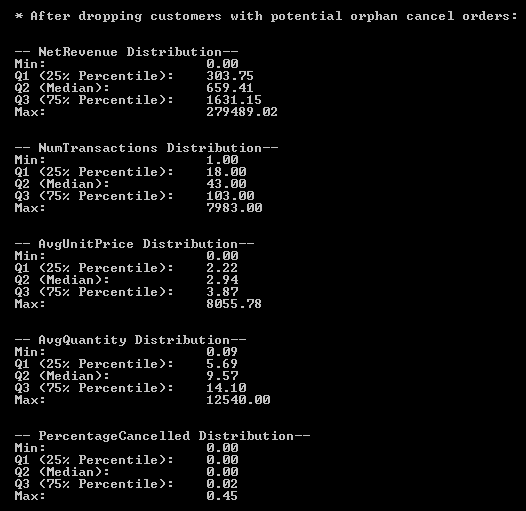 * After dropping customers with potential orphan cancel orders:
-- NetRevenue Distribution--
Min: 0.00
Q1 (25% Percentile): 303.75
Q2 (Median): 659.41
Q3 (75% Percentile): 1631.15
Max: 279489.02
-- NumTransactions Distribution--
Min: 1.00
Q1 (25% Percentile): 18.00
Q2 (Median): 43.00
Q3 (75% Percentile): 103.00
Max: 7983.00
-- AvgUnitPrice Distribution--
Min: 0.00
Q1 (25% Percentile): 2.22
Q2 (Median): 2.94
Q3 (75% Percentile): 3.87
Max: 8055.78
-- AvgQuantity Distribution--
Min: 0.09
Q1 (25% Percentile): 5.69
Q2 (Median): 9.57
Q3 (75% Percentile): 14.10
Max: 12540.00
-- PercentageCancelled Distribution--
Min: 0.00
Q1 (25% Percentile): 0.00
Q2 (Median): 0.00
Q3 (75% Percentile): 0.02
Max: 0.45